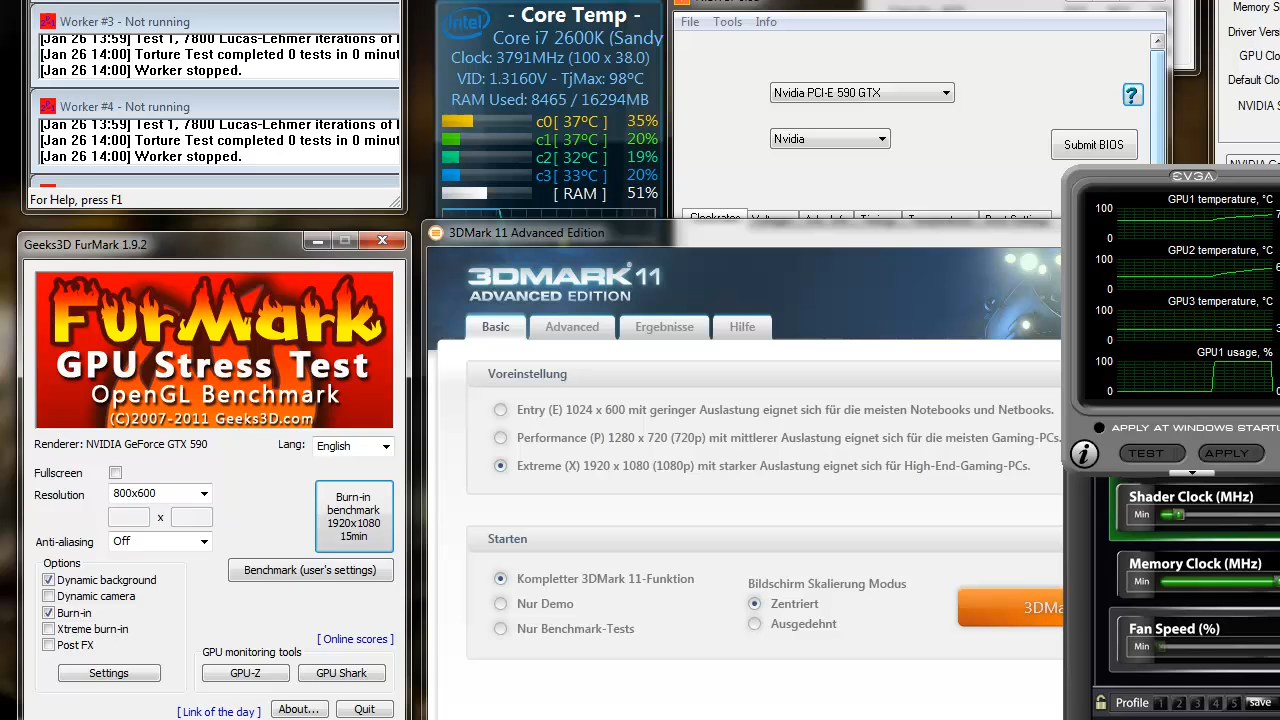 Worker #3 - Not running
[Jan 26 13:59] Test 1, 7800 Lucas-Lehmer iterations of
[Jan 26 14:00] Torture Test completed 0 tests in 0 minut
[Jan 26 14:00] Worker stopped.
Worker #4 - Not running
[Jan 26 13:59] Test 1, 7800 Lucas-Lehmer iterations of
[Jan 26 14:00] Torture Test completed 0 tests in 0 minut
[Jan 26 14:00] Worker stopped.
For Help, press F1
intel
- Core Temp -
Core i7 2600K (Sandy
Clock: 3791MHz (100 x 38.0)
VID: 1.3160V - TjMax: 98°C
RAM Used: 8465 / 16294MB
c0[ 37°C ] 35%
c1[ 37°C ] 20%
c2[ 32°C ] 19%
c3[ 33°C ] 20%
[ RAM ] 51%
File Tools Info
Nvidia PCI-E 590 GTX
?
Nvidia
Submit BIOS
Memory S
Driver Vers
GPU Cloc
Default Clock
NVIDIA S
Geeks3D FurMark 1.9.2
FurMark
GPU Stress Test
OpenGL Benchmark
(C)2007-2011 Geeks3D.com
Renderer: NVIDIA GeForce GTX 590
Lang:
English
Fullscreen
Resolution
800x600
x
Anti-aliasing
Off
Burn-in
benchmark
1920x1080
15min
Benchmark (user's settings)
Options
Dynamic background
Dynamic camera
Burn-in
Xtreme burn-in
Post FX
Settings
[ Online scores ]
GPU monitoring tools
GPU-Z
GPU Shark
[ Link of the day ]
About...
Quit
3DMark 11 Advanced Edition
3DMARK 11
ADVANCED EDITION
Basic
Advanced
Ergebnisse
Hilfe
Voreinstellung
Entry (E) 1024 x 600 mit geringer Auslastung eignet sich für die meisten Notebooks und Netbooks.
Performance (P) 1280 x 720 (720p) mit mittlerer Auslastung eignet sich für die meisten Gaming-PCs.
Extreme (X) 1920 x 1080 (1080p) mit starker Auslastung eignet sich für High-End-Gaming-PCs.
Starten
Kompletter 3DMark 11-Funktion
Nur Demo
Nur Benchmark-Tests
Bildschirm Skalierung Modus
Zentriert
Ausgedehnt
3DMa
EVGA
GPU1 temperature, °C
100
0
GPU2 temperature, °C
100
0
GPU3 temperature, °C
100
0
GPU1 usage, %
100
0
APPLY AT WINDOWS STARTU
i
TEST
APPLY
Shader Clock (MHz)
Min
Memory Clock (MHz)
Min
Fan Speed (%)
Min
Profile 1 2 3 4 5 save